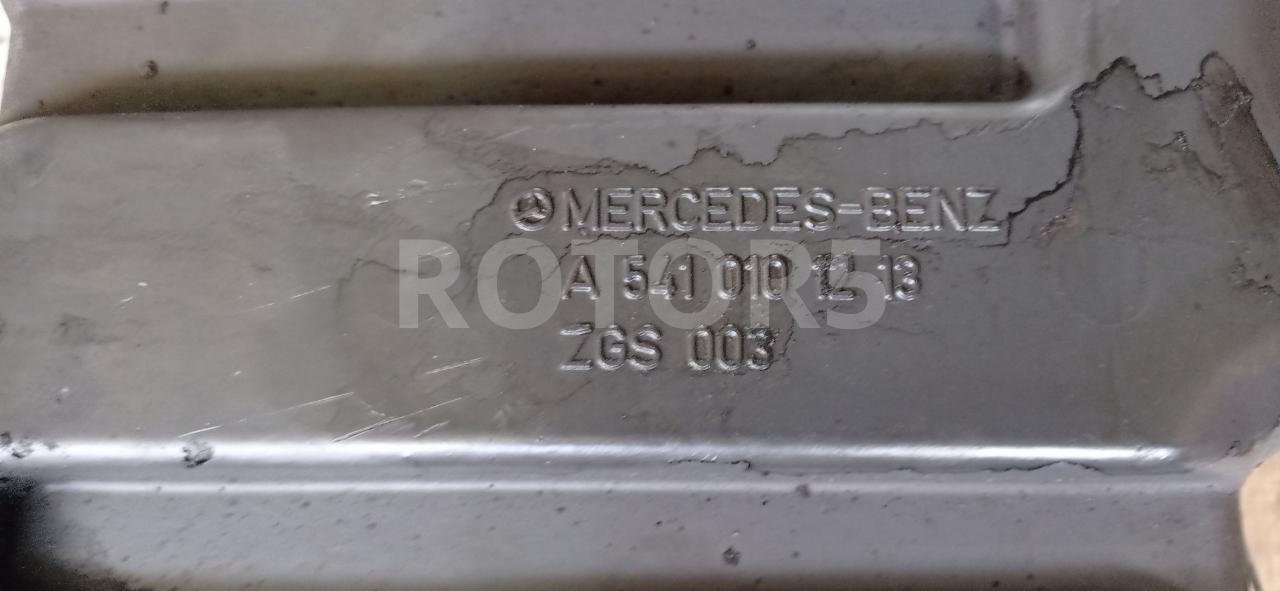 MERCEDES-BENZ
A 541 010 12 13
ZGS 003
ROTOR5